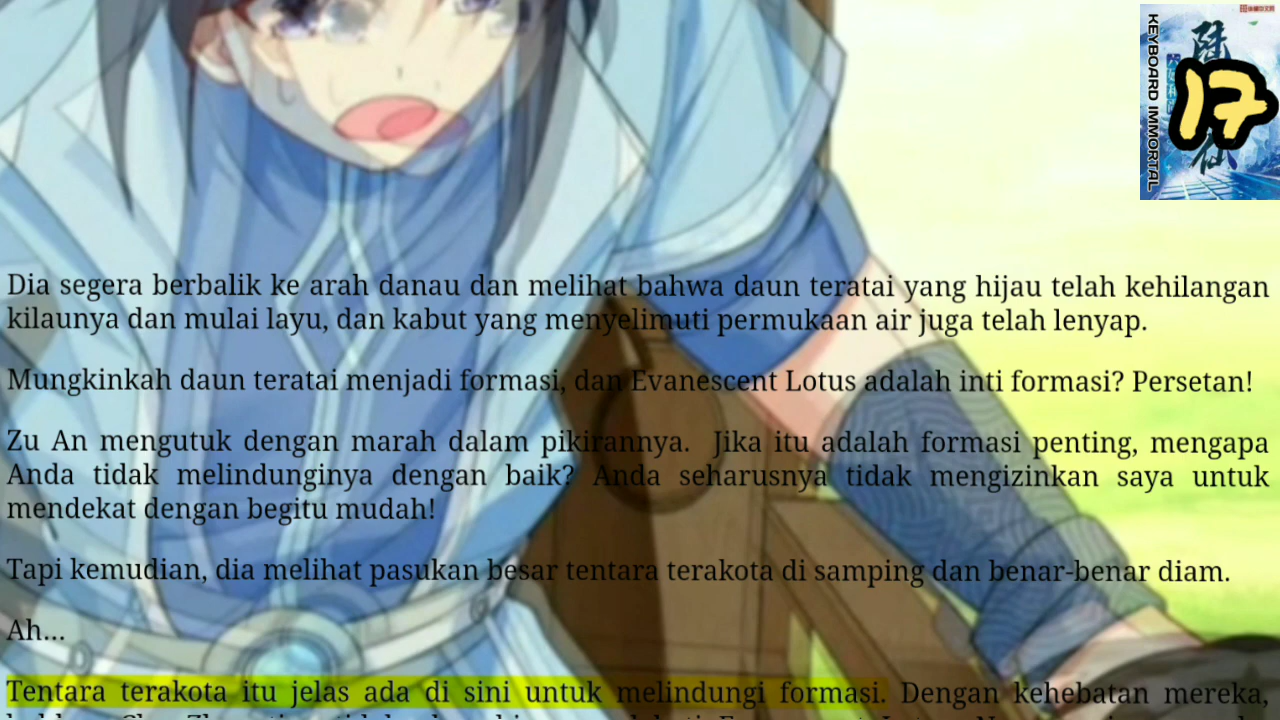 KEYBOARD IMMORTAL
17
Dia segera berbalik ke arah danau dan melihat bahwa daun teratai yang hijau telah kehilangan
kilaunya dan mulai layu, dan kabut yang menyelimuti permukaan air juga telah lenyap.
Mungkinkah daun teratai menjadi formasi, dan Evanescent Lotus adalah inti formasi? Persetan!
Zu An mengutuk dengan marah dalam pikirannya. Jika itu adalah formasi penting, mengapa
Anda tidak melindunginya dengan baik? Anda seharusnya tidak mengizinkan saya untuk
mendekat dengan begitu mudah!
Tapi kemudian, dia melihat pasukan besar tentara terakota di samping dan benar-benar diam.
Ah...
Tentara terakota itu jelas ada di sini untuk melindungi formasi. Dengan kehebatan mereka,